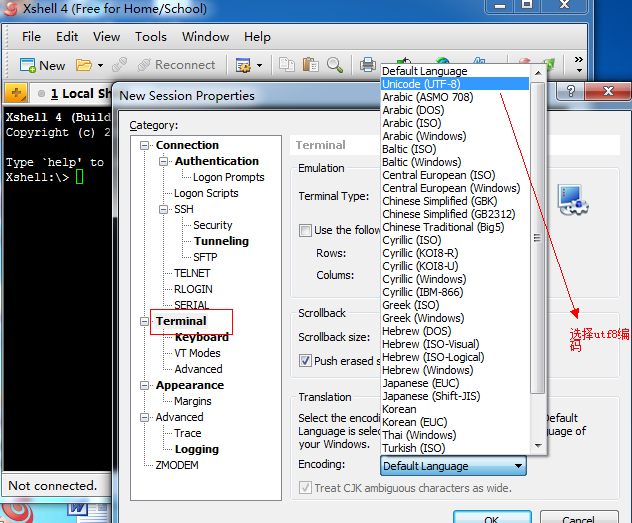 Xshell 4 (Free for Home/School)
File Edit View Tools Window Help
New Reconnect
1 Local Sh
Xshell 4 (Build
Copyright (c) 2
Type `help' to
Xshell:\>
Not connected.
New Session Properties
Category:
Connection
Authentication
Logon Prompts
Logon Scripts
SSH
Security
Tunneling
SFTP
TELNET
RLOGIN
SERIAL
Terminal
Keyboard
VT Modes
Advanced
Appearance
Margins
Advanced
Trace
Logging
ZMODEM
Terminal
Emulation
Terminal Type:
Use the follow
Rows:
Colums:
Scrollback
Scrollback size:
Push erased s
Translation
Select the encodi
Default
Language is selec
uage of
your Windows.
Encoding: Default Language
Treat CJK ambiguous characters as wide.
OK Cancel
Default Language
Unicode (UTF-8)
Arabic (ASMO 708)
Arabic (DOS)
Arabic (ISO)
Arabic (Windows)
Baltic (ISO)
Baltic (Windows)
Central European (ISO)
Central European (Windows)
Chinese Simplified (GBK)
Chinese Simplified (GB2312)
Chinese Traditional (Big5)
Cyrillic (ISO)
Cyrillic (KOI8-R)
Cyrillic (KOI8-U)
Cyrillic (Windows)
Cyrillic (IBM-866)
Greek (ISO)
Greek (Windows)
Hebrew (DOS)
Hebrew (ISO-Visual)
Hebrew (ISO-Logical)
Hebrew (Windows)
Japanese (EUC)
Japanese (Shift-JIS)
Korean
Korean (EUC)
Thai (Windows)
Turkish (ISO)
选择utf8编
码